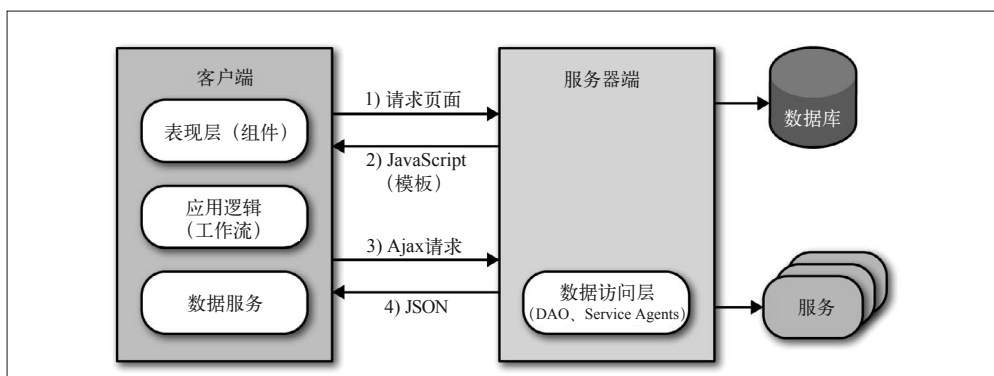 客户端
表现层（组件）
应用逻辑
（工作流）
数据服务
1) 请求页面
2) JavaScript
（模板）
3) Ajax请求
4) JSON
服务器端
数据访问层
（DAO、Service Agents）
数据库
服务